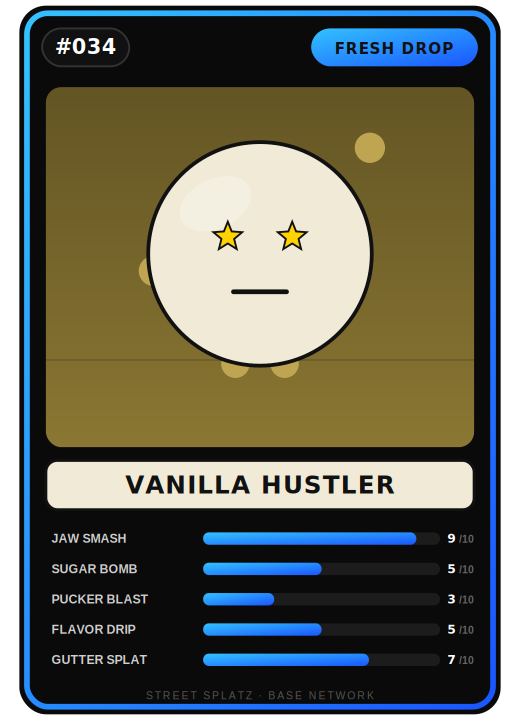 #034
FRESH DROP
VANILLA HUSTLER
JAW SMASH 9 /10
SUGAR BOMB 5 /10
PUCKER BLAST 3 /10
FLAVOR DRIP 5 /10
GUTTER SPLAT 7 /10
STREET SPLATZ · BASE NETWORK